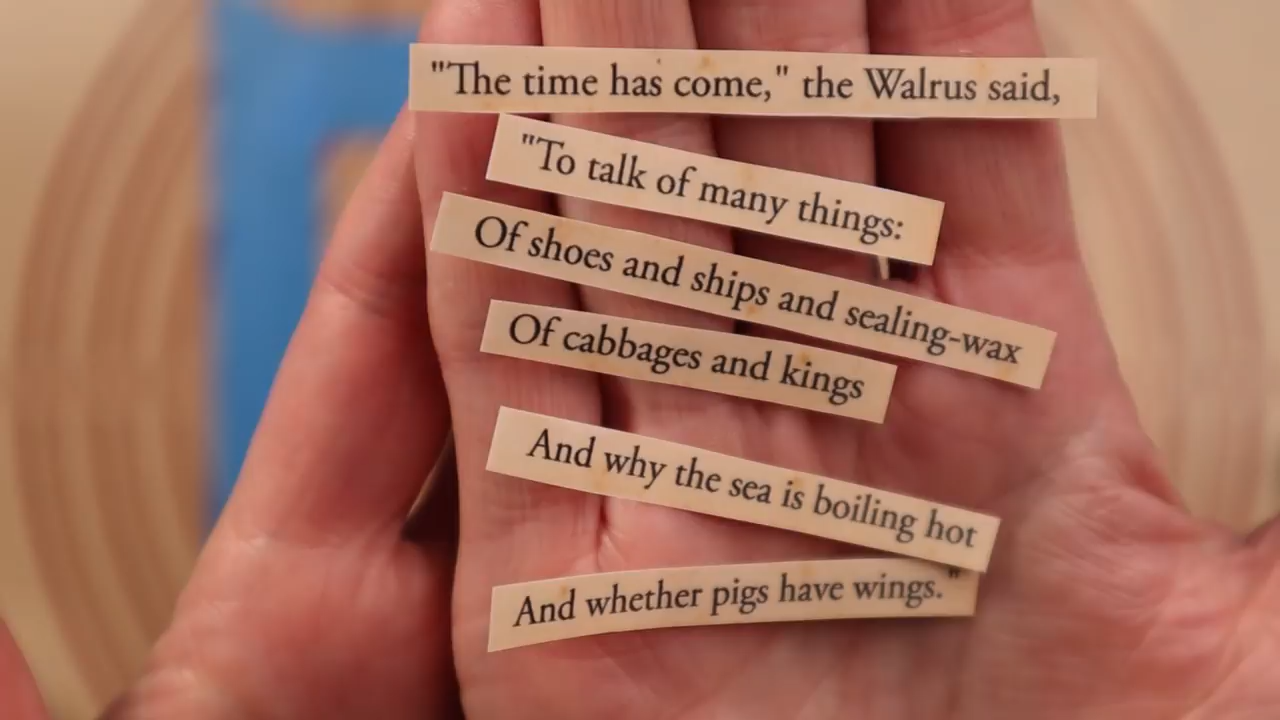 "The time has come," the Walrus said,
"To talk of many things:
Of shoes and ships and sealing-wax
Of cabbages and kings
And why the sea is boiling hot
And whether pigs have wings."